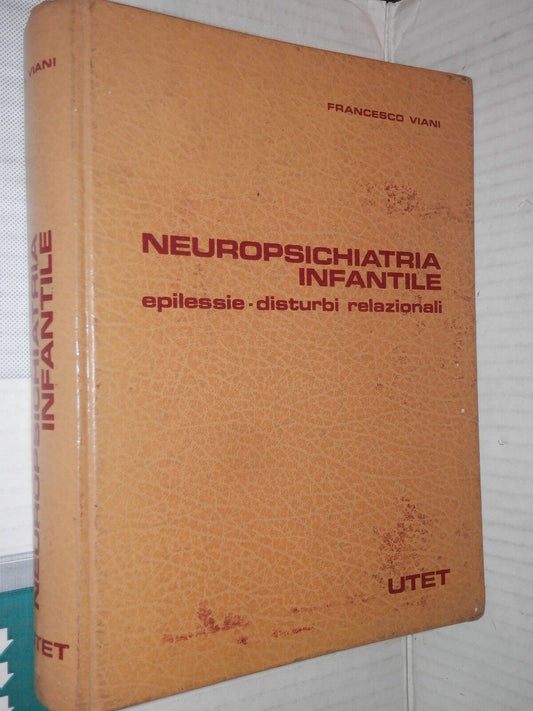 FRANCESCO VIANI
NEUROPSICHIATRIA
INFANTILE
epilessie - disturbi relazionali
UTET
VIANI
NEUROPSICHIATRIA
INFANTILE
UTET